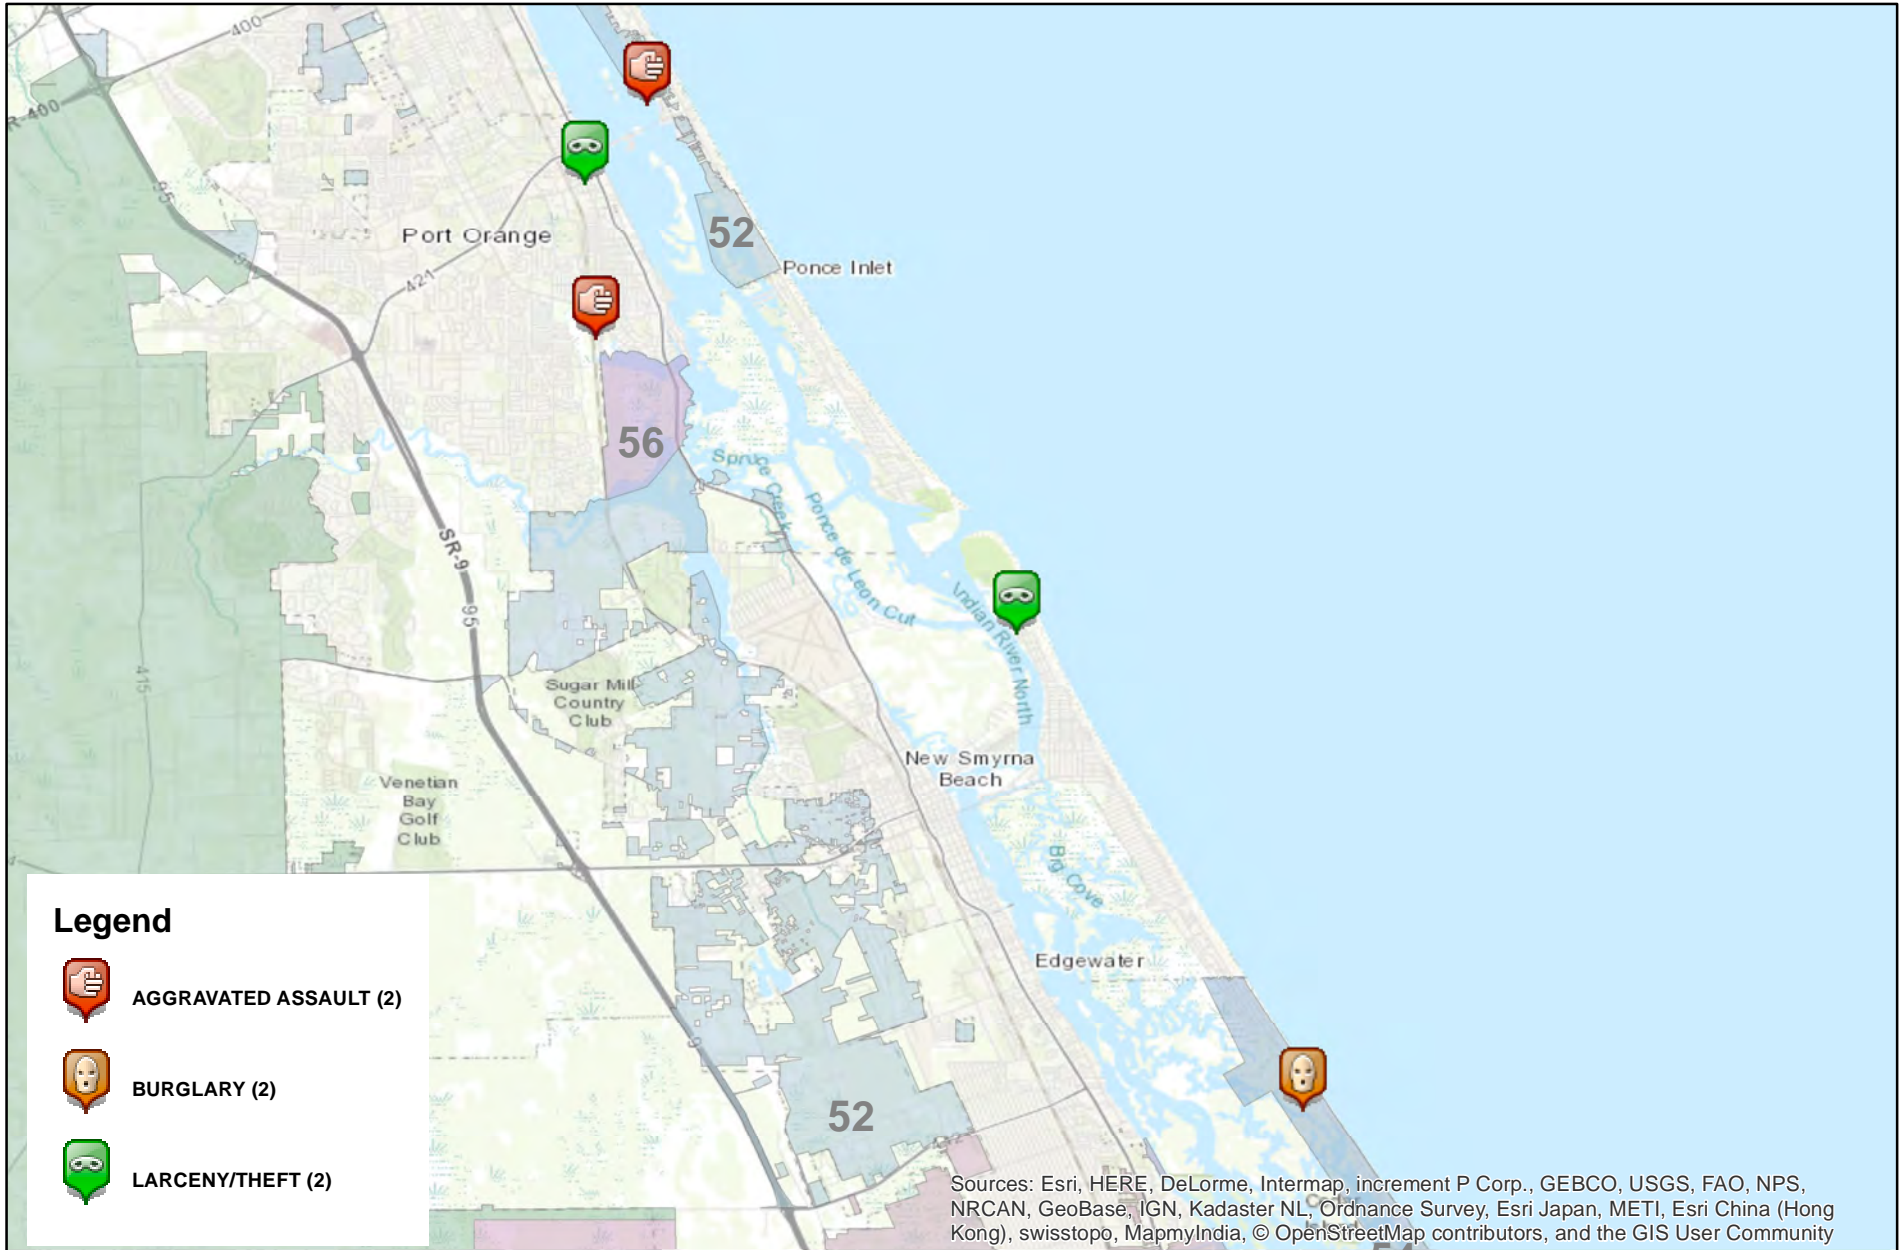 400
R-400
95
Port Orange
421
52
Ponce Inlet
56
Spruce Creek
Ponce de Leon Cut
SR-9
95
Indian River North
415
Sugar Mill
Country
Club
New Smyrna
Beach
Venetian
Bay
Golf
Club
Big Cove
Edgewater
9
52
Legend
AGGRAVATED ASSAULT (2)
BURGLARY (2)
LARCENY/THEFT (2)
Sources: Esri, HERE, DeLorme, Intermap, increment P Corp., GEBCO, USGS, FAO, NPS,
NRCAN, GeoBase, IGN, Kadaster NL, Ordnance Survey, Esri Japan, METI, Esri China (Hong
Kong), swisstopo, MapmyIndia, © OpenStreetMap contributors, and the GIS User Community